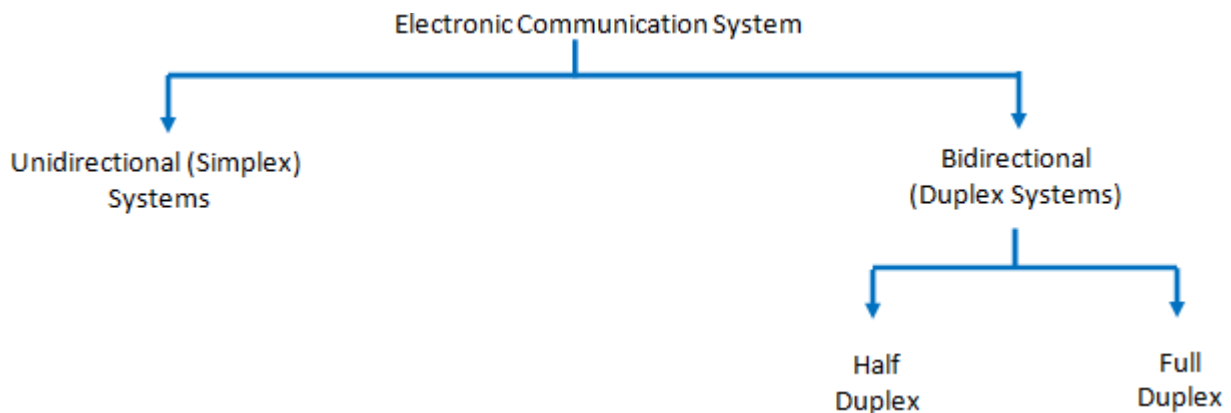 Electronic Communication System
Unidirectional (Simplex)
Systems
Bidirectional
(Duplex Systems)
Half
Duplex
Full
Duplex